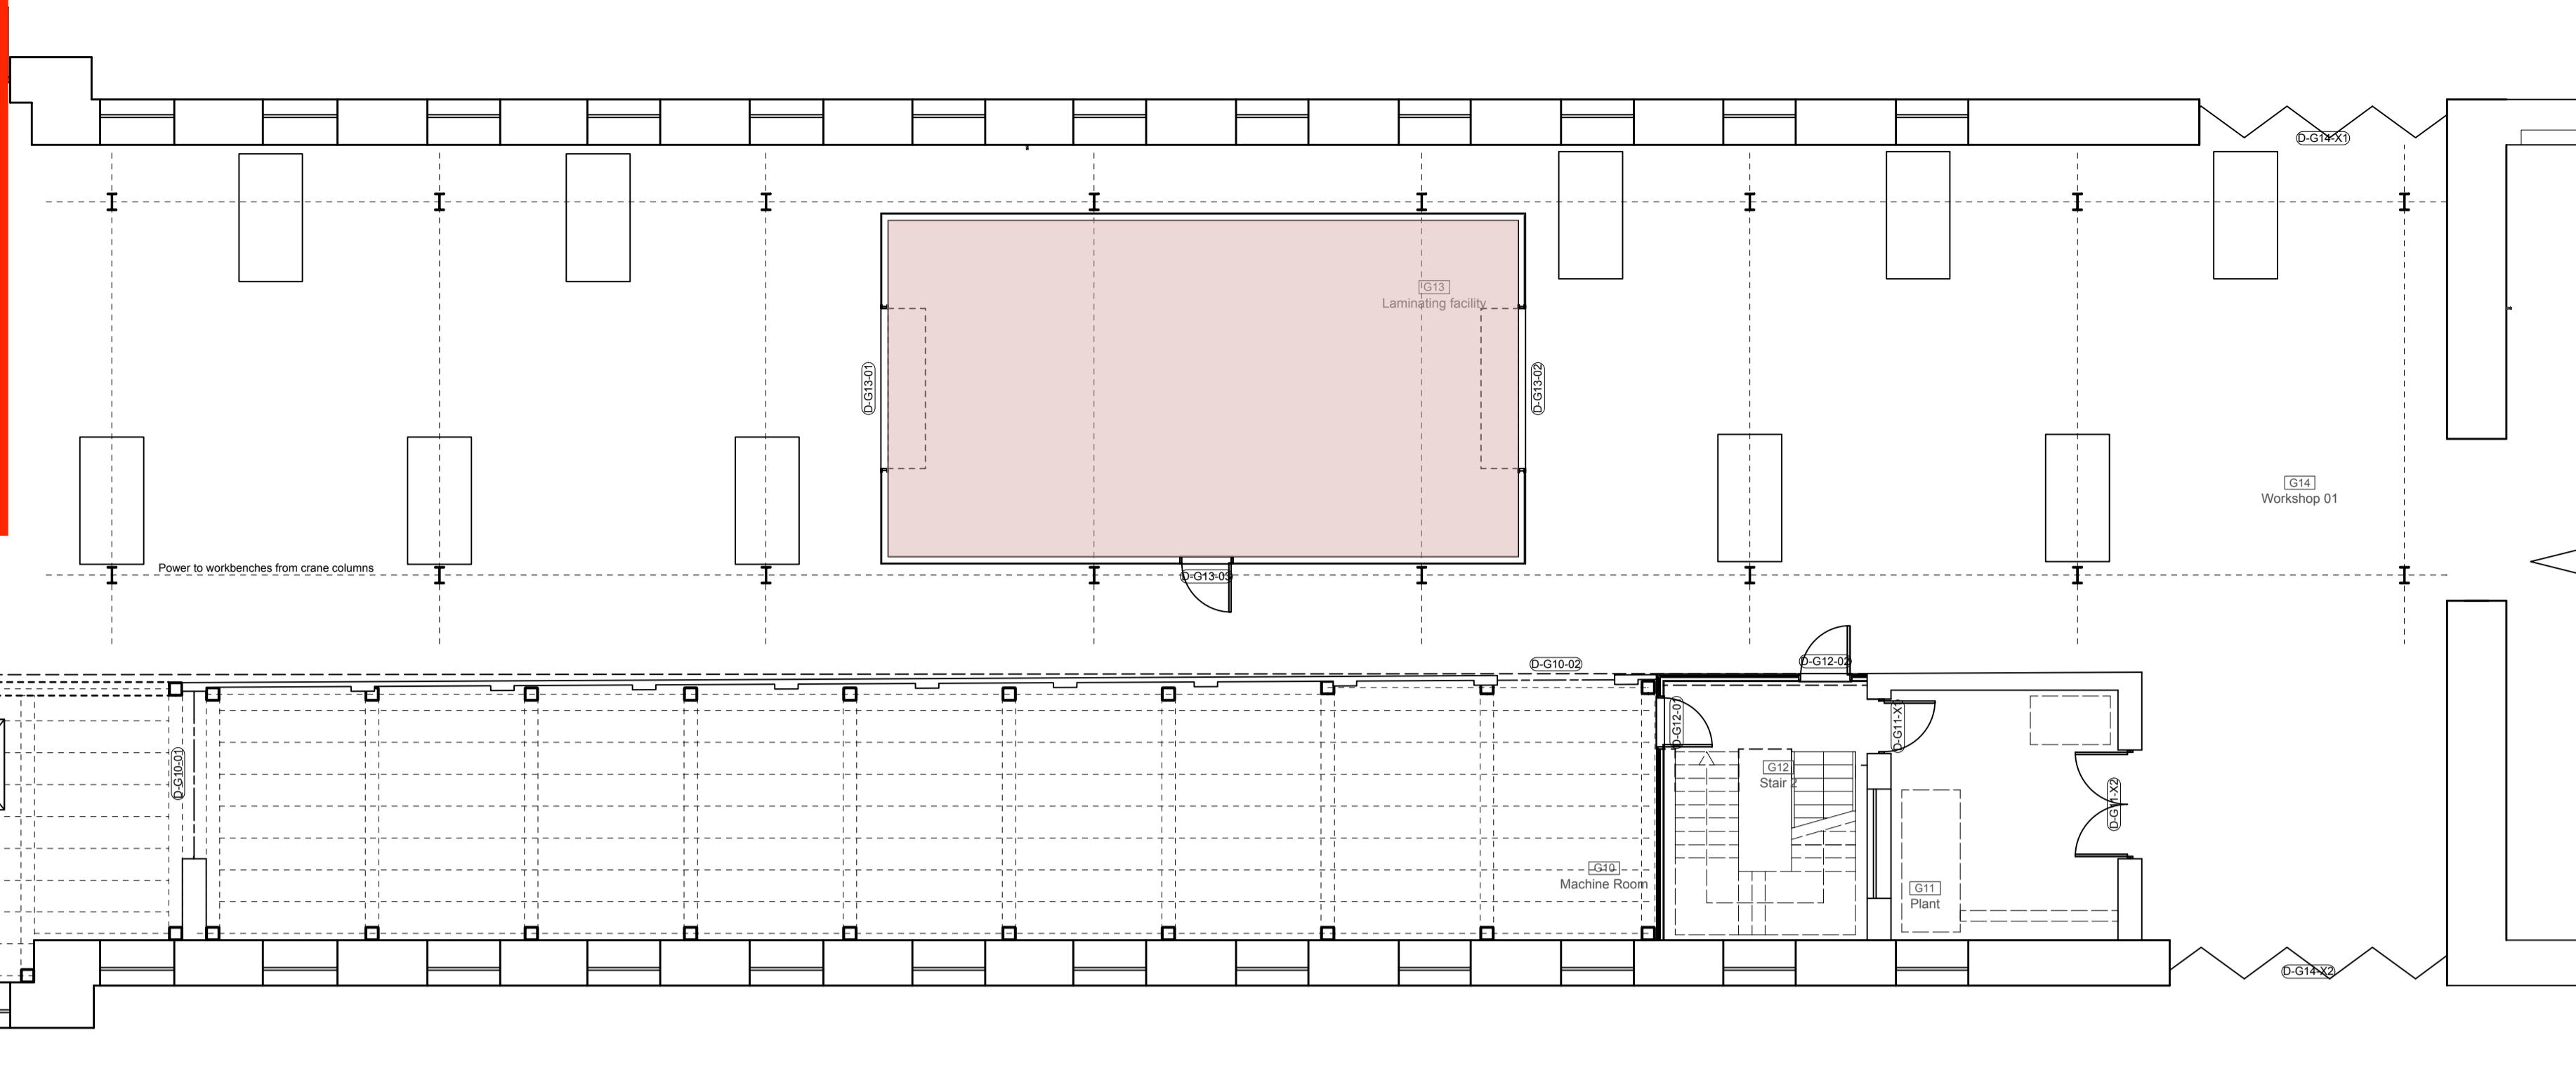 D-G14-X1
G13
Laminating facility
D-G13-01
D-G13-02
G14
Workshop 01
Power to workbenches from crane columns
D-G13-03
D-G10-02
D-G12-02
D-G12-01
D-G11-X1
D-G10-01
G12
Stair 2
D-G11-X2
G10
Machine Room
G11
Plant
D-G14-X2